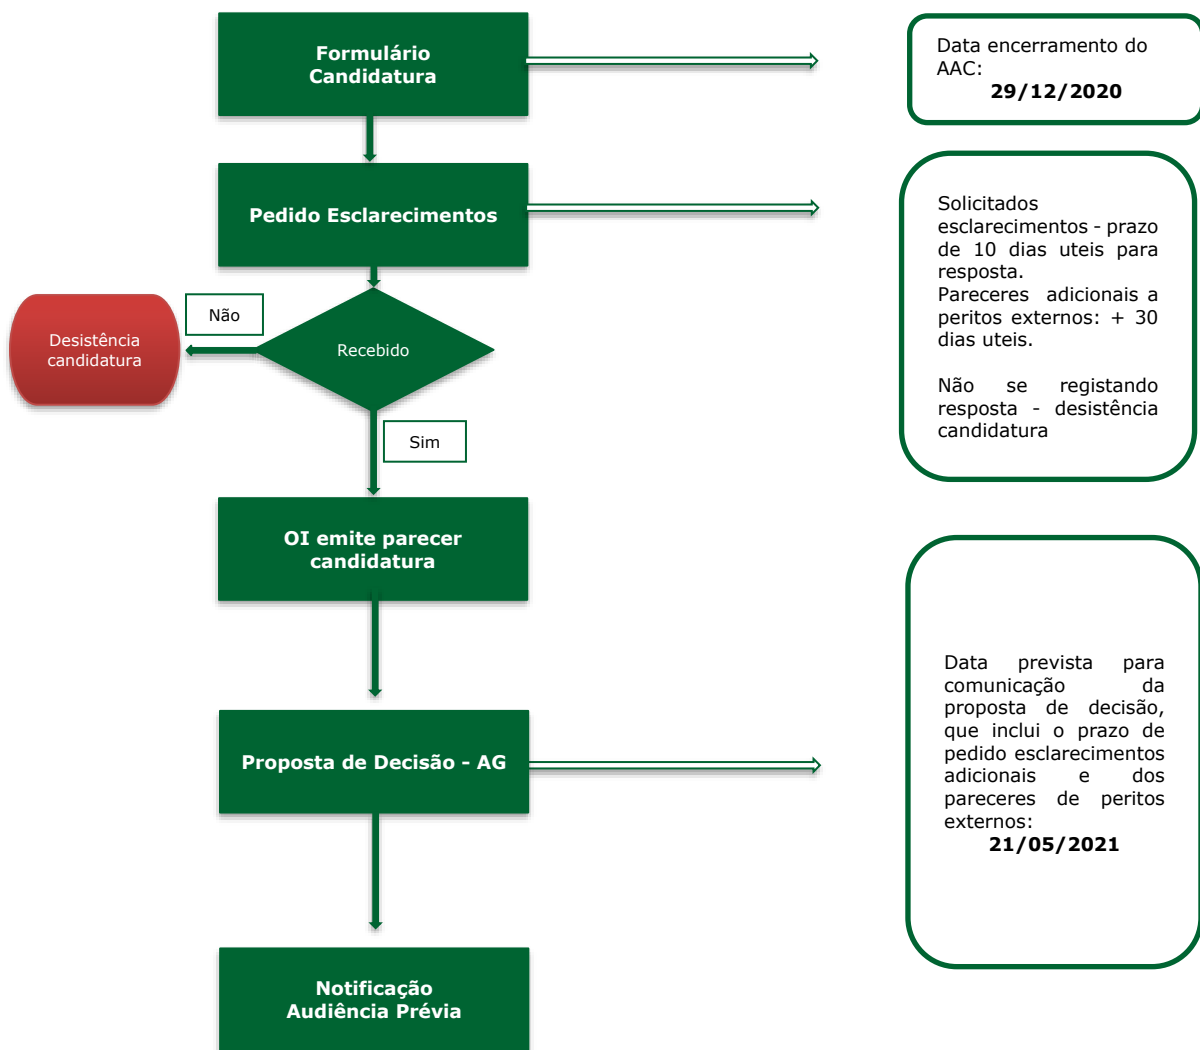 Formulário
Candidatura
Data encerramento do
AAC:
29/12/2020
Pedido Esclarecimentos
Solicitados
esclarecimentos - prazo
de 10 dias uteis para
resposta.
Pareceres adicionais a
peritos externos: + 30
dias uteis.
Não se registando
resposta - desistência
candidatura
Não
Desistência
candidatura
Recebido
Sim
OI emite parecer
candidatura
Proposta de Decisão - AG
Data prevista para
comunicação da
proposta de decisão,
que inclui o prazo de
pedido esclarecimentos
adicionais e dos
pareceres de peritos
externos:
21/05/2021
Notificação
Audiência Prévia